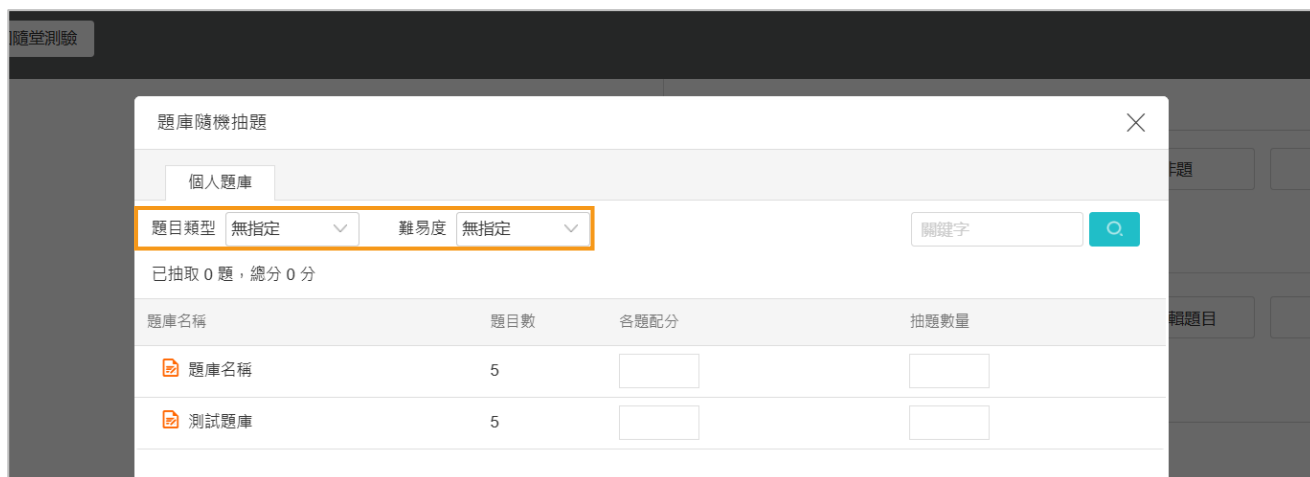 隨堂測驗
題庫隨機抽題
個人題庫
作題
題目類型 無指定 難易度 無指定 關鍵字
已抽取 0 題，總分 0 分
題庫名稱 題目數 各題配分 抽題數量
輯題目
題庫名稱 5
測試題庫 5